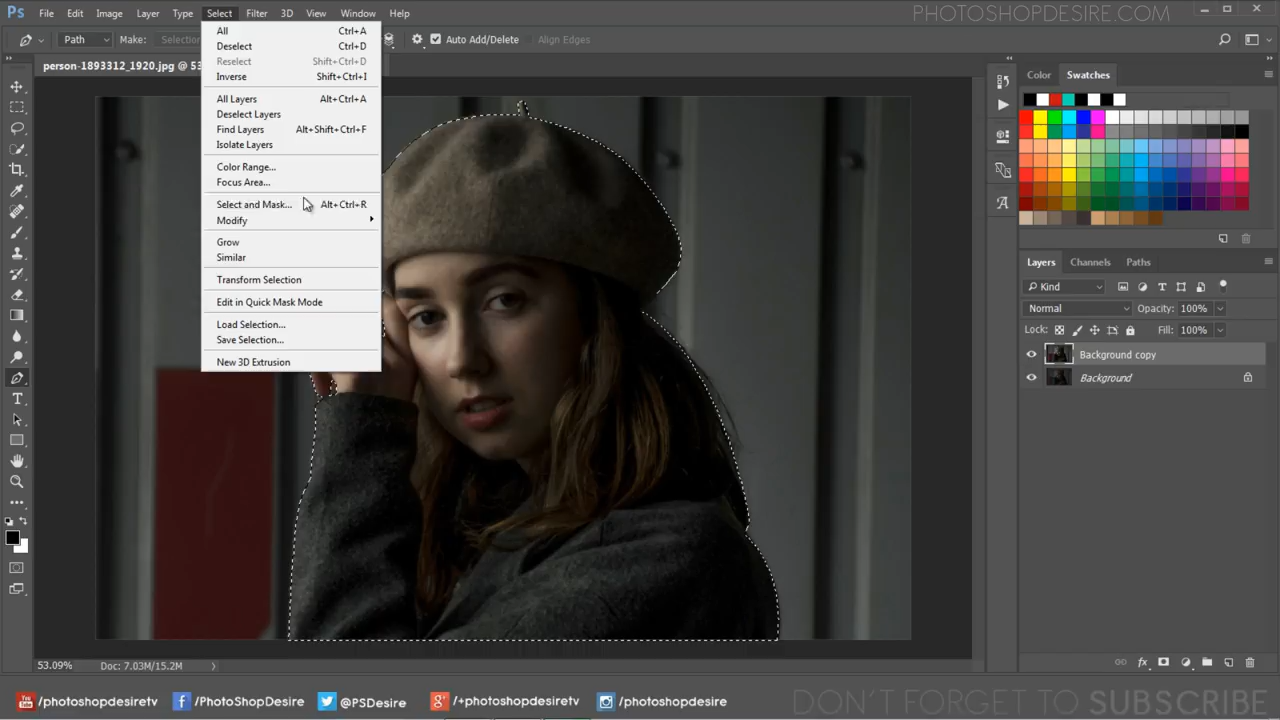 Ps File Edit Image Layer Type Select Filter 3D View Window Help
PHOTOSHOPDESIRE.COM
Path Make: Selection Auto Add/Delete Align Edges
person-1893312_1920.jpg @ 53
All Ctrl+A
Deselect Ctrl+D
Reselect Shift+Ctrl+D
Inverse Shift+Ctrl+I
All Layers Alt+Ctrl+A
Deselect Layers
Find Layers Alt+Shift+Ctrl+F
Isolate Layers
Color Range...
Focus Area...
Select and Mask... Alt+Ctrl+R
Modify
Grow
Similar
Transform Selection
Edit in Quick Mask Mode
Load Selection...
Save Selection...
New 3D Extrusion
Color Swatches
Layers Channels Paths
Kind
Normal Opacity: 100%
Lock: Fill: 100%
Background copy
Background
53.09% Doc: 7.03M/15.2M
You Tube /photoshopdesiretv /PhotoShopDesire @PSDesire /+photoshopdesiretv /photoshopdesire
DON'T FORGET TO SUBSCRIBE